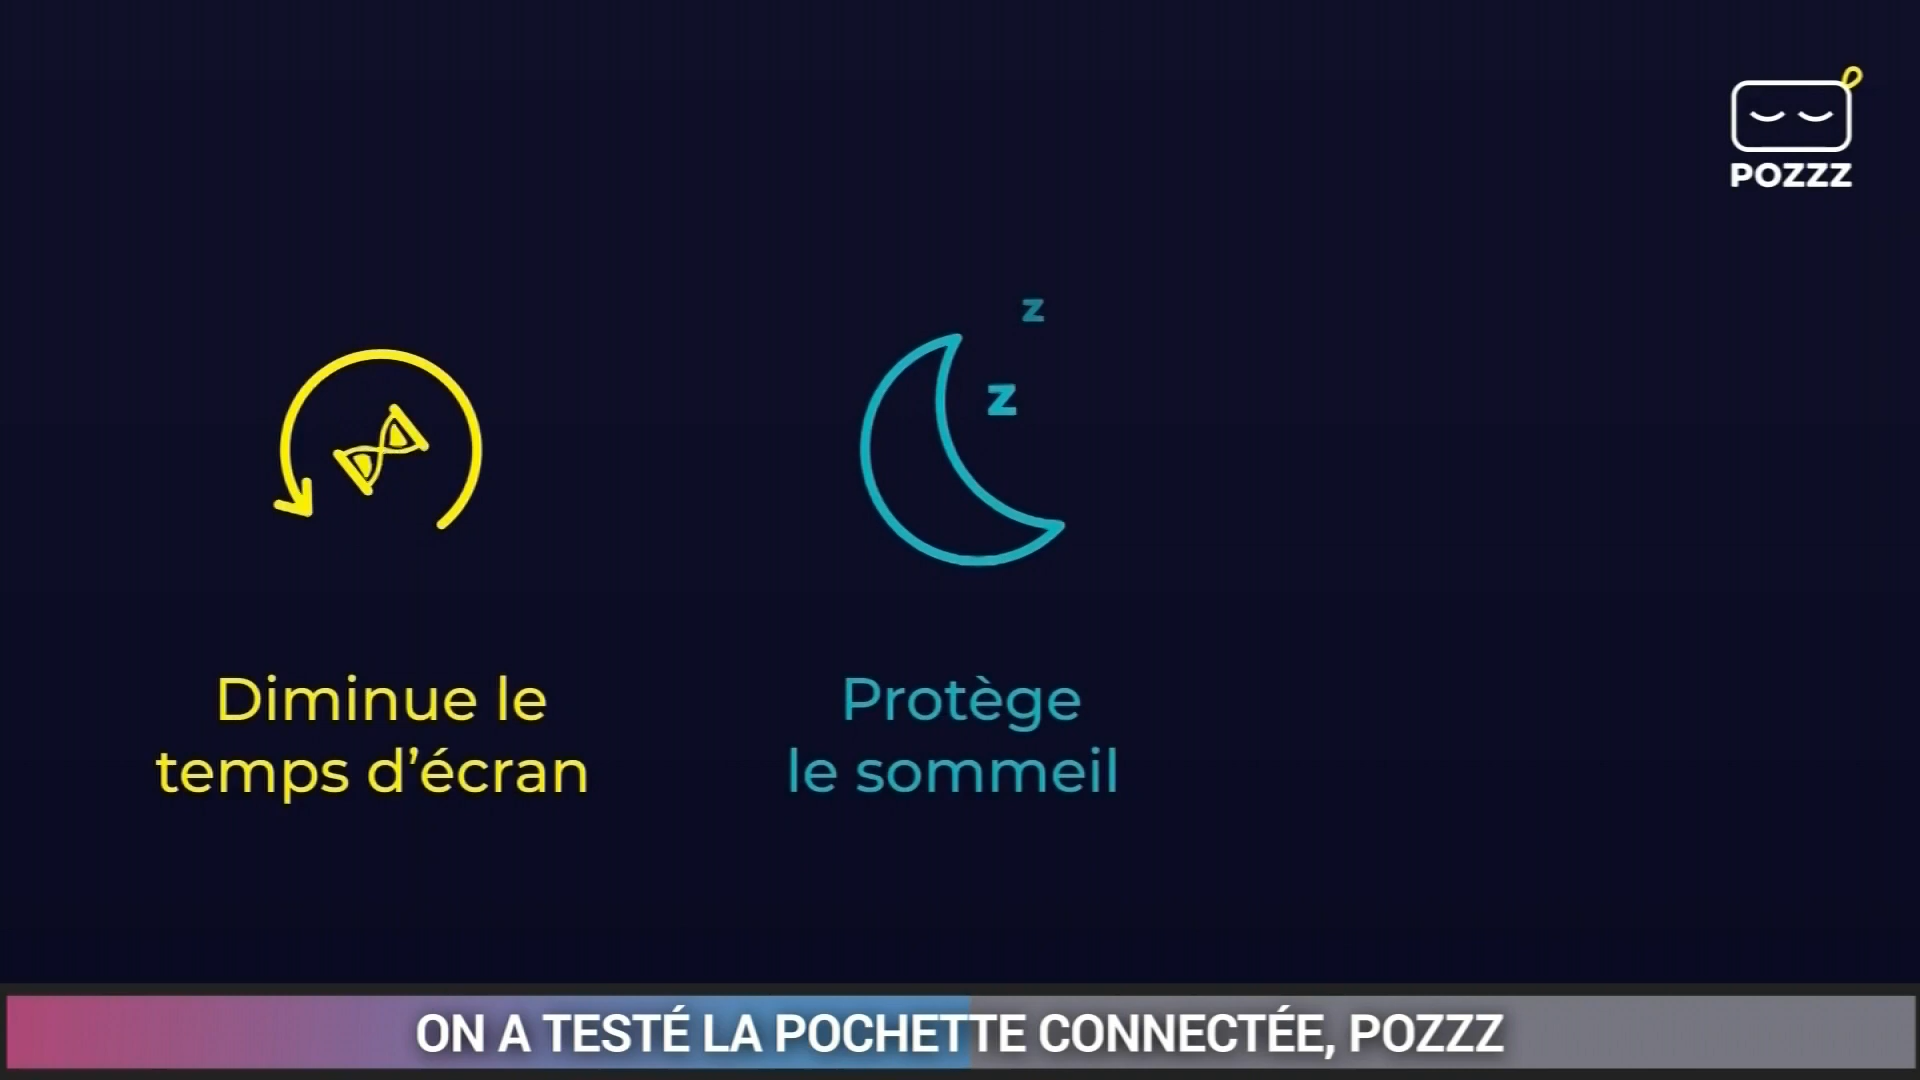 POZZZ
z
z
Diminue le
temps d’écran
Protège
le sommeil
ON A TESTÉ LA POCHETTE CONNECTÉE, POZZZ